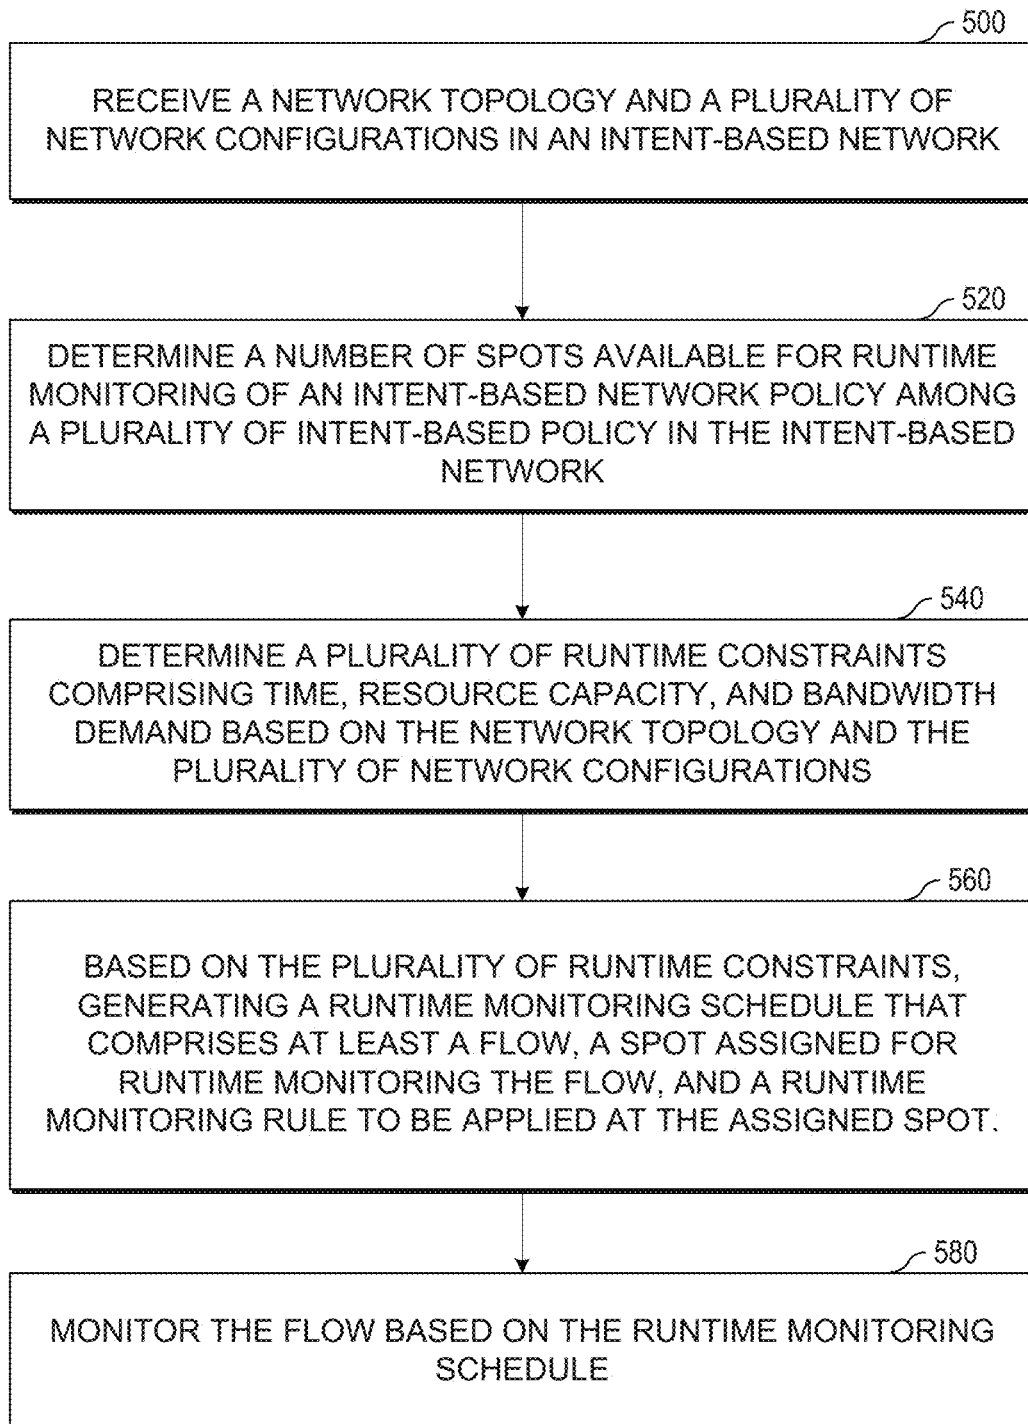 500
RECEIVE A NETWORK TOPOLOGY AND A PLURALITY OF
NETWORK CONFIGURATIONS IN AN INTENT-BASED NETWORK
520
DETERMINE A NUMBER OF SPOTS AVAILABLE FOR RUNTIME
MONITORING OF AN INTENT-BASED NETWORK POLICY AMONG
A PLURALITY OF INTENT-BASED POLICY IN THE INTENT-BASED
NETWORK
540
DETERMINE A PLURALITY OF RUNTIME CONSTRAINTS
COMPRISING TIME, RESOURCE CAPACITY, AND BANDWIDTH
DEMAND BASED ON THE NETWORK TOPOLOGY AND THE
PLURALITY OF NETWORK CONFIGURATIONS
560
BASED ON THE PLURALITY OF RUNTIME CONSTRAINTS,
GENERATING A RUNTIME MONITORING SCHEDULE THAT
COMPRISES AT LEAST A FLOW, A SPOT ASSIGNED FOR
RUNTIME MONITORING THE FLOW, AND A RUNTIME
MONITORING RULE TO BE APPLIED AT THE ASSIGNED SPOT.
580
MONITOR THE FLOW BASED ON THE RUNTIME MONITORING
SCHEDULE